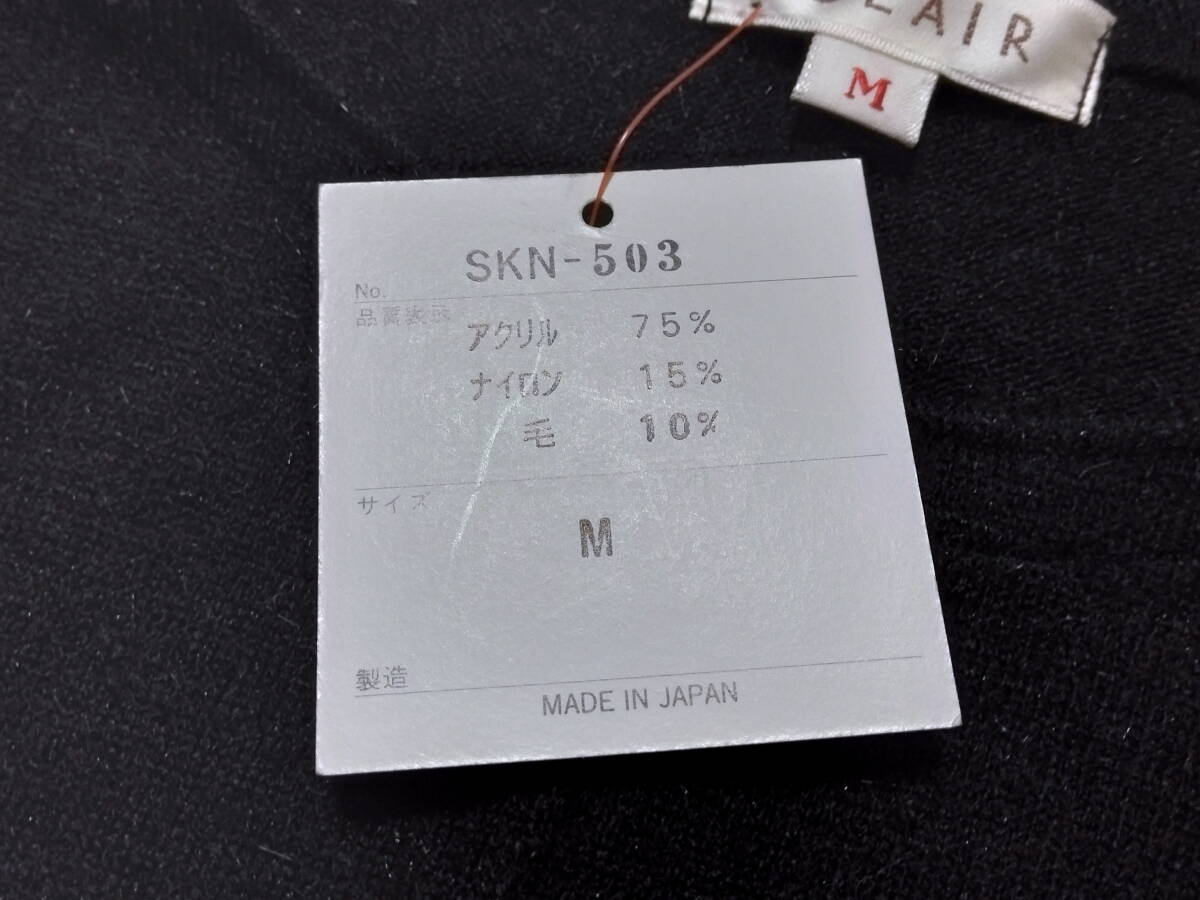 LAIR
M
No. SKN-503
品質表示
アクリル 75%
ナイロン 15%
毛 10%
サイズ
M
製造
MADE IN JAPAN